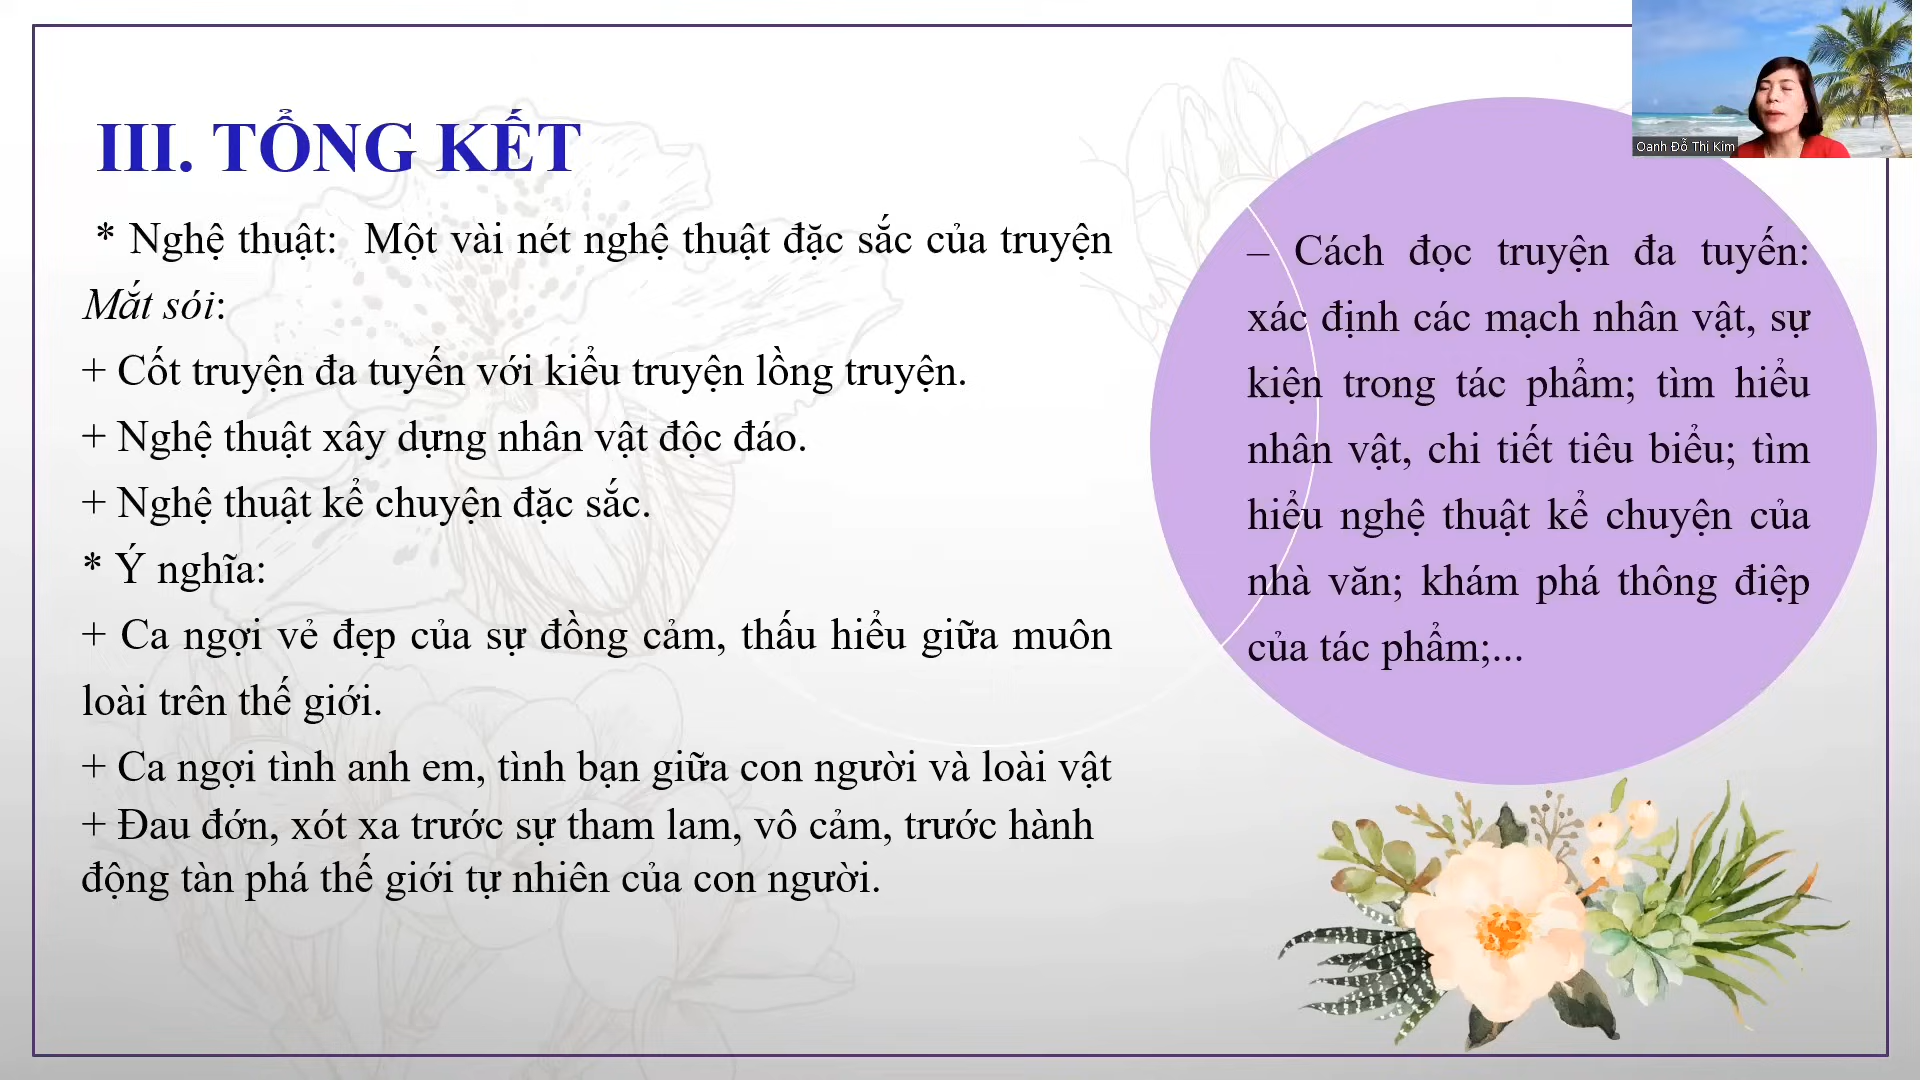 III. TỔNG KẾT
* Nghệ thuật: Một vài nét nghệ thuật đặc sắc của truyện
Mắt sói:
+ Cốt truyện đa tuyến với kiểu truyện lồng truyện.
+ Nghệ thuật xây dựng nhân vật độc đáo.
+ Nghệ thuật kể chuyện đặc sắc.
* Ý nghĩa:
+ Ca ngợi vẻ đẹp của sự đồng cảm, thấu hiểu giữa muôn
loài trên thế giới.
+ Ca ngợi tình anh em, tình bạn giữa con người và loài vật
+ Đau đớn, xót xa trước sự tham lam, vô cảm, trước hành
động tàn phá thế giới tự nhiên của con người.
– Cách đọc truyện đa tuyến:
xác định các mạch nhân vật, sự
kiện trong tác phẩm; tìm hiểu
nhân vật, chi tiết tiêu biểu; tìm
hiểu nghệ thuật kể chuyện của
nhà văn; khám phá thông điệp
của tác phẩm;...
Oanh Đỗ Thị Kim